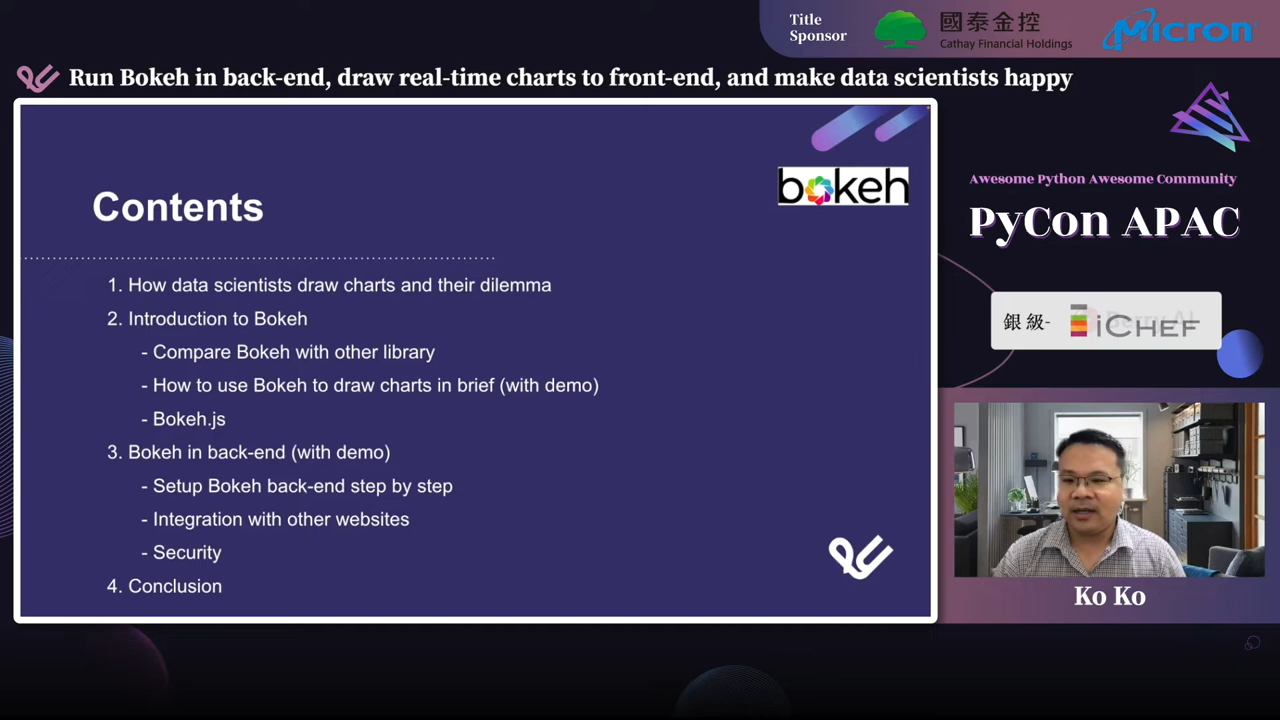 Title
Sponsor
國泰金控
Cathay Financial Holdings
Micron
Run Bokeh in back-end, draw real-time charts to front-end, and make data scientists happy
bokeh
Contents
1. How data scientists draw charts and their dilemma
2. Introduction to Bokeh
- Compare Bokeh with other library
- How to use Bokeh to draw charts in brief (with demo)
- Bokeh.js
3. Bokeh in back-end (with demo)
- Setup Bokeh back-end step by step
- Integration with other websites
- Security
4. Conclusion
Awesome Python Awesome Community
PyCon APAC
銀級- iCHEF
Ko Ko